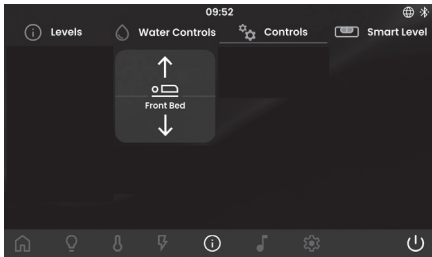 09:52
Levels
Water Controls
Controls
Smart Level
Front Bed